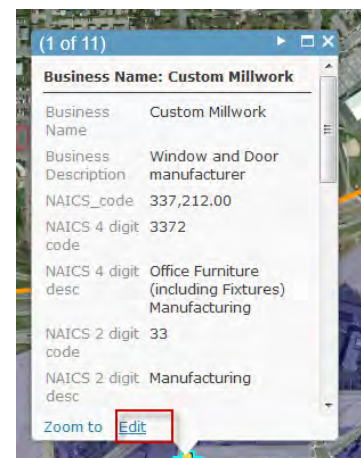 (1 of 11)
Business Name: Custom Millwork
Business Name Custom Millwork
Business Description Window and Door manufacturer
NAICS_code 337,212.00
NAICS 4 digit code 3372
NAICS 4 digit desc Office Furniture (including Fixtures) Manufacturing
NAICS 2 digit code 33
NAICS 2 digit desc Manufacturing
Zoom to Edit